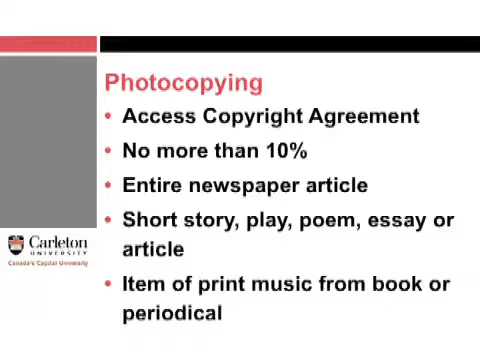 Photocopying
• Access Copyright Agreement
• No more than 10%
• Entire newspaper article
• Short story, play, poem, essay or
article
• Item of print music from book or
periodical
Carleton
UNIVERSITY
Canada's Capital University